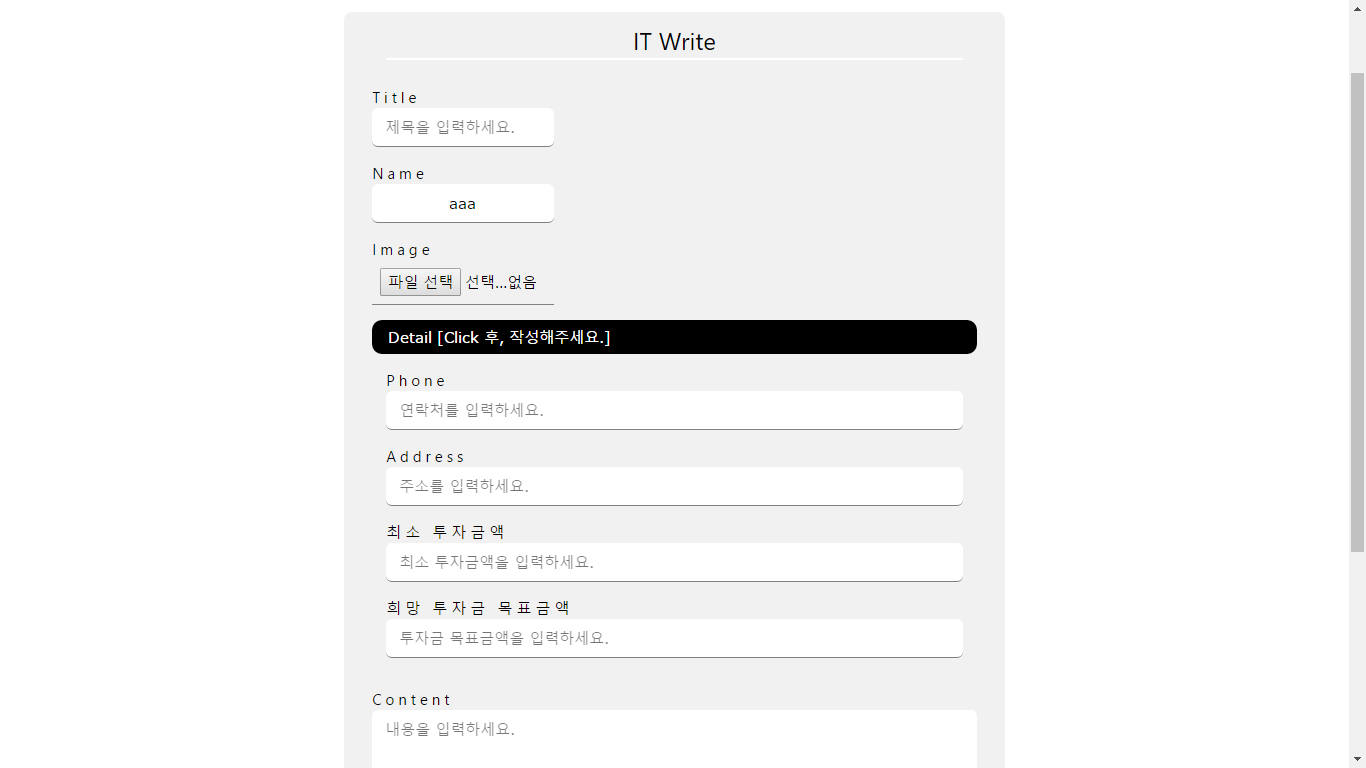 IT Write
Title
제목을 입력하세요.
Name
aaa
Image
파일 선택 선택...없음
Detail [Click 후, 작성해주세요.]
Phone
연락처를 입력하세요.
Address
주소를 입력하세요.
최소 투자금액
최소 투자금액을 입력하세요.
희망 투자금 목표금액
투자금 목표금액을 입력하세요.
Content
내용을 입력하세요.